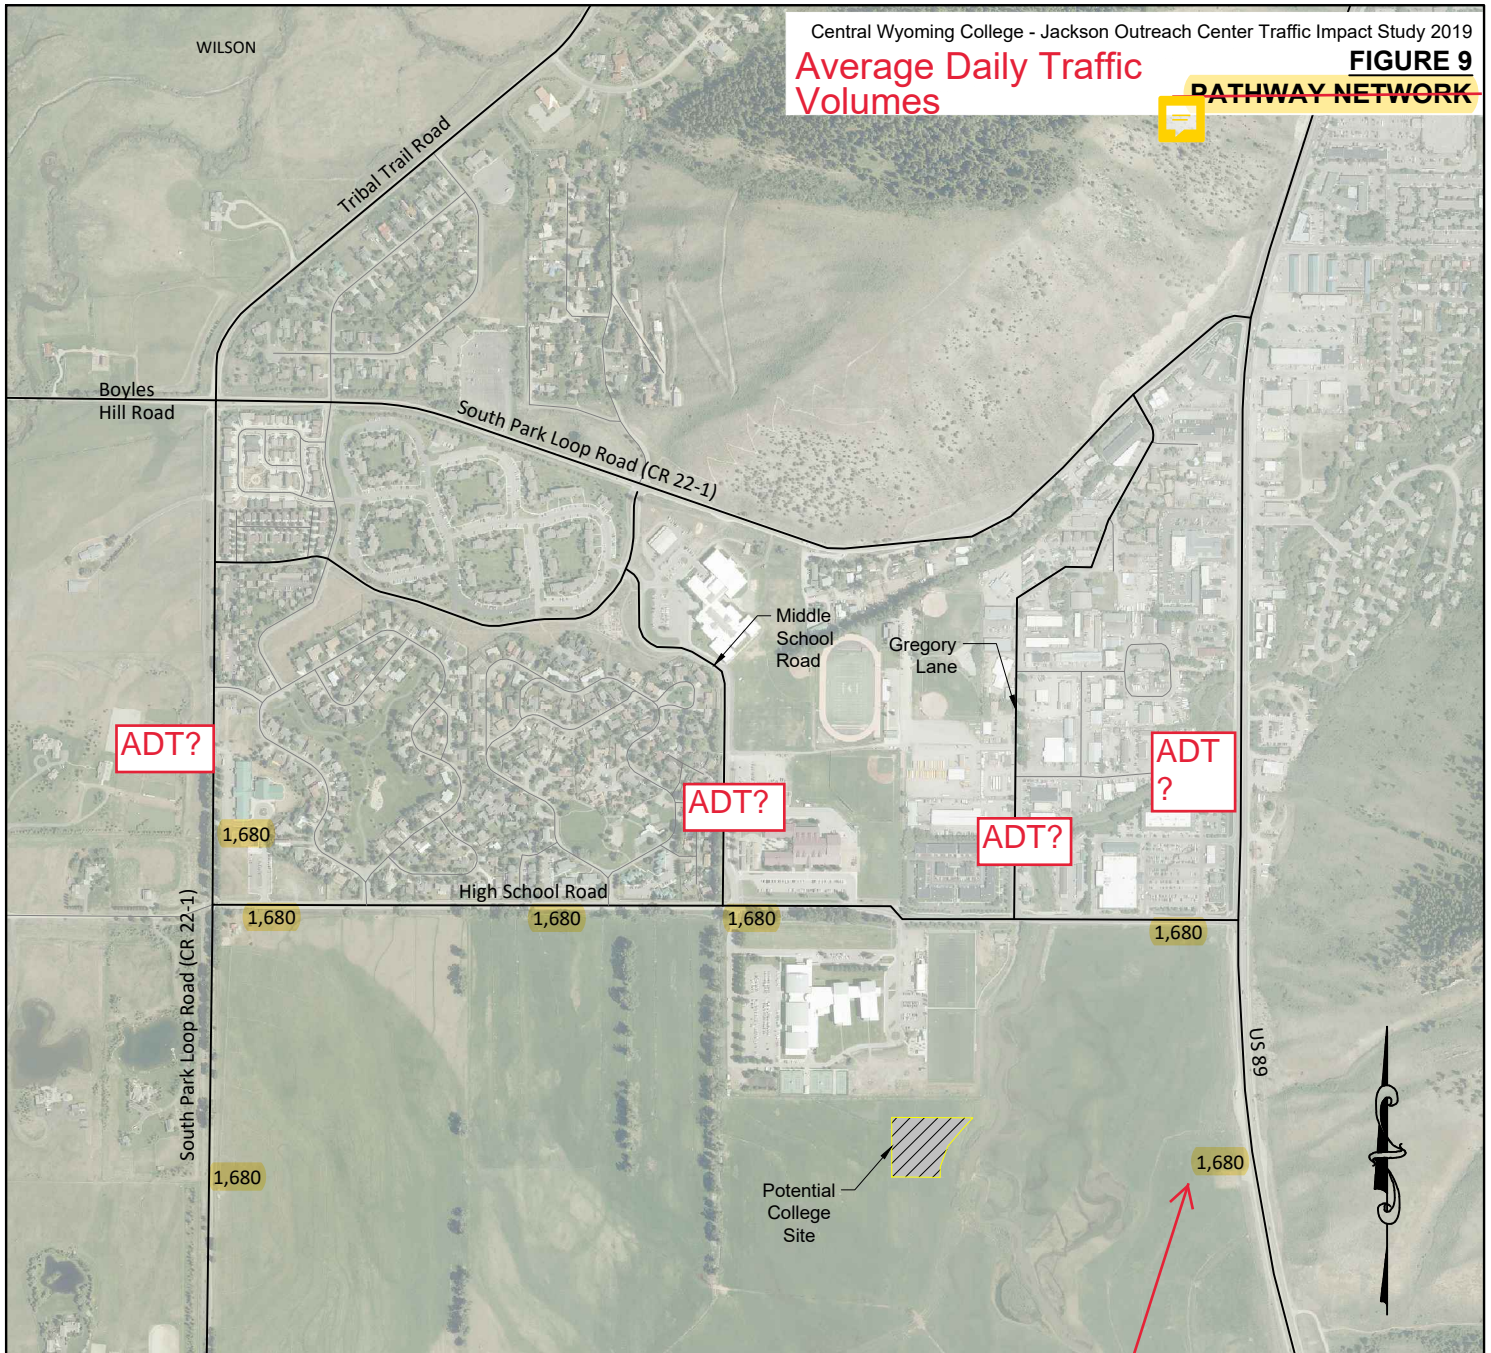 Central Wyoming College - Jackson Outreach Center Traffic Impact Study 2019
FIGURE 9
Average Daily Traffic
Volumes
PATHWAY NETWORK
WILSON
Tribal Trail Road
Boyles
Hill Road
South Park Loop Road (CR 22-1)
Middle
School
Road
Gregory
Lane
ADT?
ADT
?
ADT?
ADT?
1,680
High School Road
1,680
1,680
1,680
1,680
South Park Loop Road (CR 22-1)
US 89
1,680
1,680
Potential
College
Site